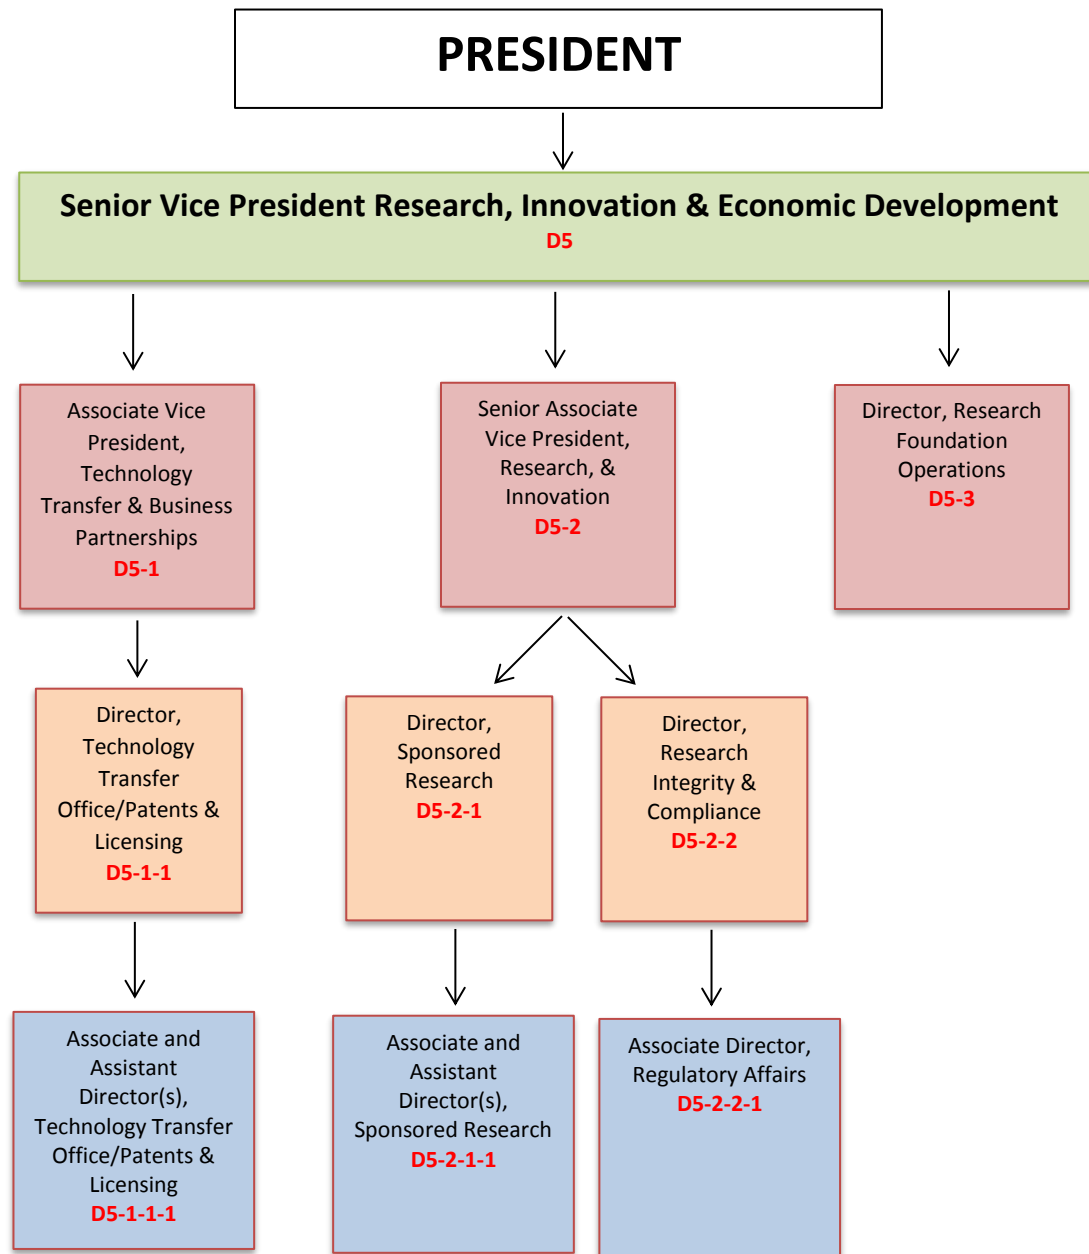 PRESIDENT
Senior Vice President Research, Innovation & Economic Development
D5
Associate Vice
President,
Technology
Transfer & Business
Partnerships
D5-1
Senior Associate
Vice President,
Research, &
Innovation
D5-2
Director, Research
Foundation
Operations
D5-3
Director,
Technology
Transfer
Office/Patents &
Licensing
D5-1-1
Director,
Sponsored
Research
D5-2-1
Director,
Research
Integrity &
Compliance
D5-2-2
Associate and
Assistant
Director(s),
Technology Transfer
Office/Patents &
Licensing
D5-1-1-1
Associate and
Assistant
Director(s),
Sponsored Research
D5-2-1-1
Associate Director,
Regulatory Affairs
D5-2-2-1